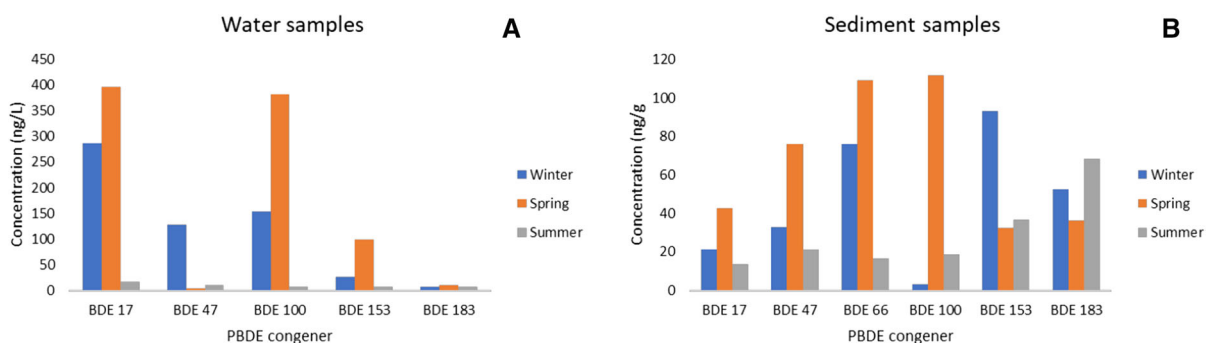 Water samples
A
450
400
350
300
250
200
150
100
50
0
Concentration (ng/L)
BDE 17 BDE 47 BDE 100 BDE 153 BDE 183
PBDE congener
Winter
Spring
Summer
Sediment samples
B
120
100
80
60
40
20
0
Concentration (ng/g
BDE 17 BDE 47 BDE 66 BDE 100 BDE 153 BDE 183
PBDE congener
Winter
Spring
Summer